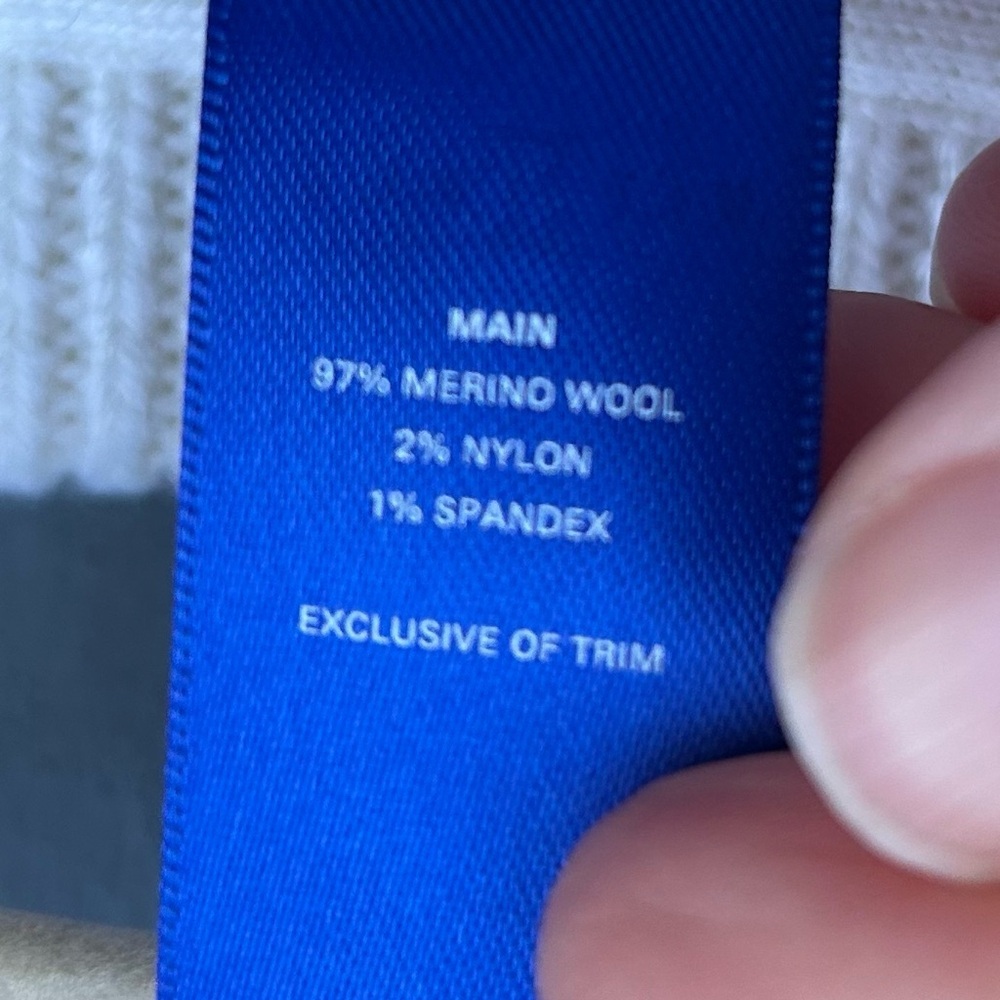 MAIN
97% MERINO WOOL
2% NYLON
1% SPANDEX
EXCLUSIVE OF TRIM